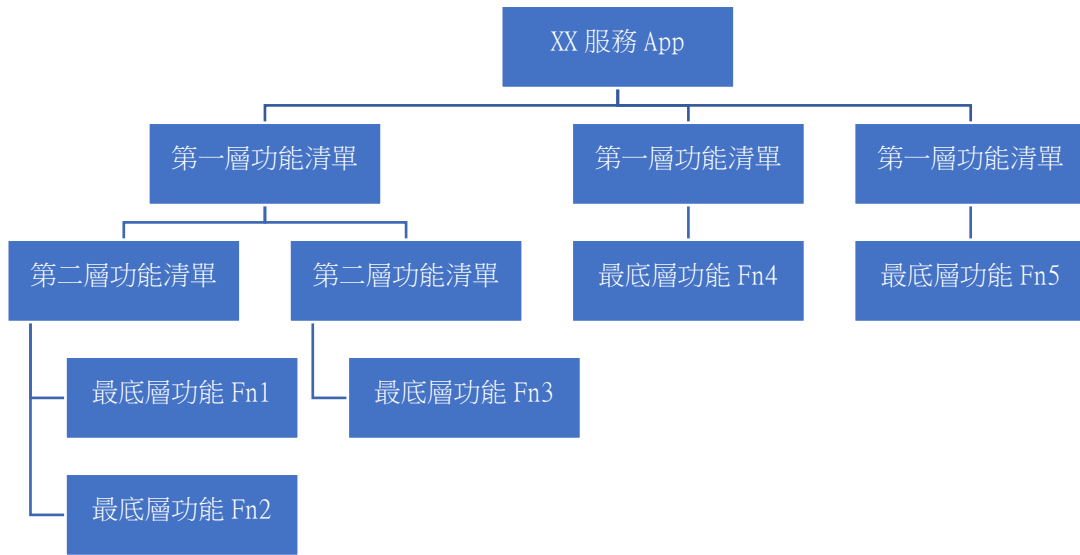 XX 服務 App
第一層功能清單
第一層功能清單
第一層功能清單
第二層功能清單
第二層功能清單
最底層功能 Fn4
最底層功能 Fn5
最底層功能 Fn1
最底層功能 Fn3
最底層功能 Fn2